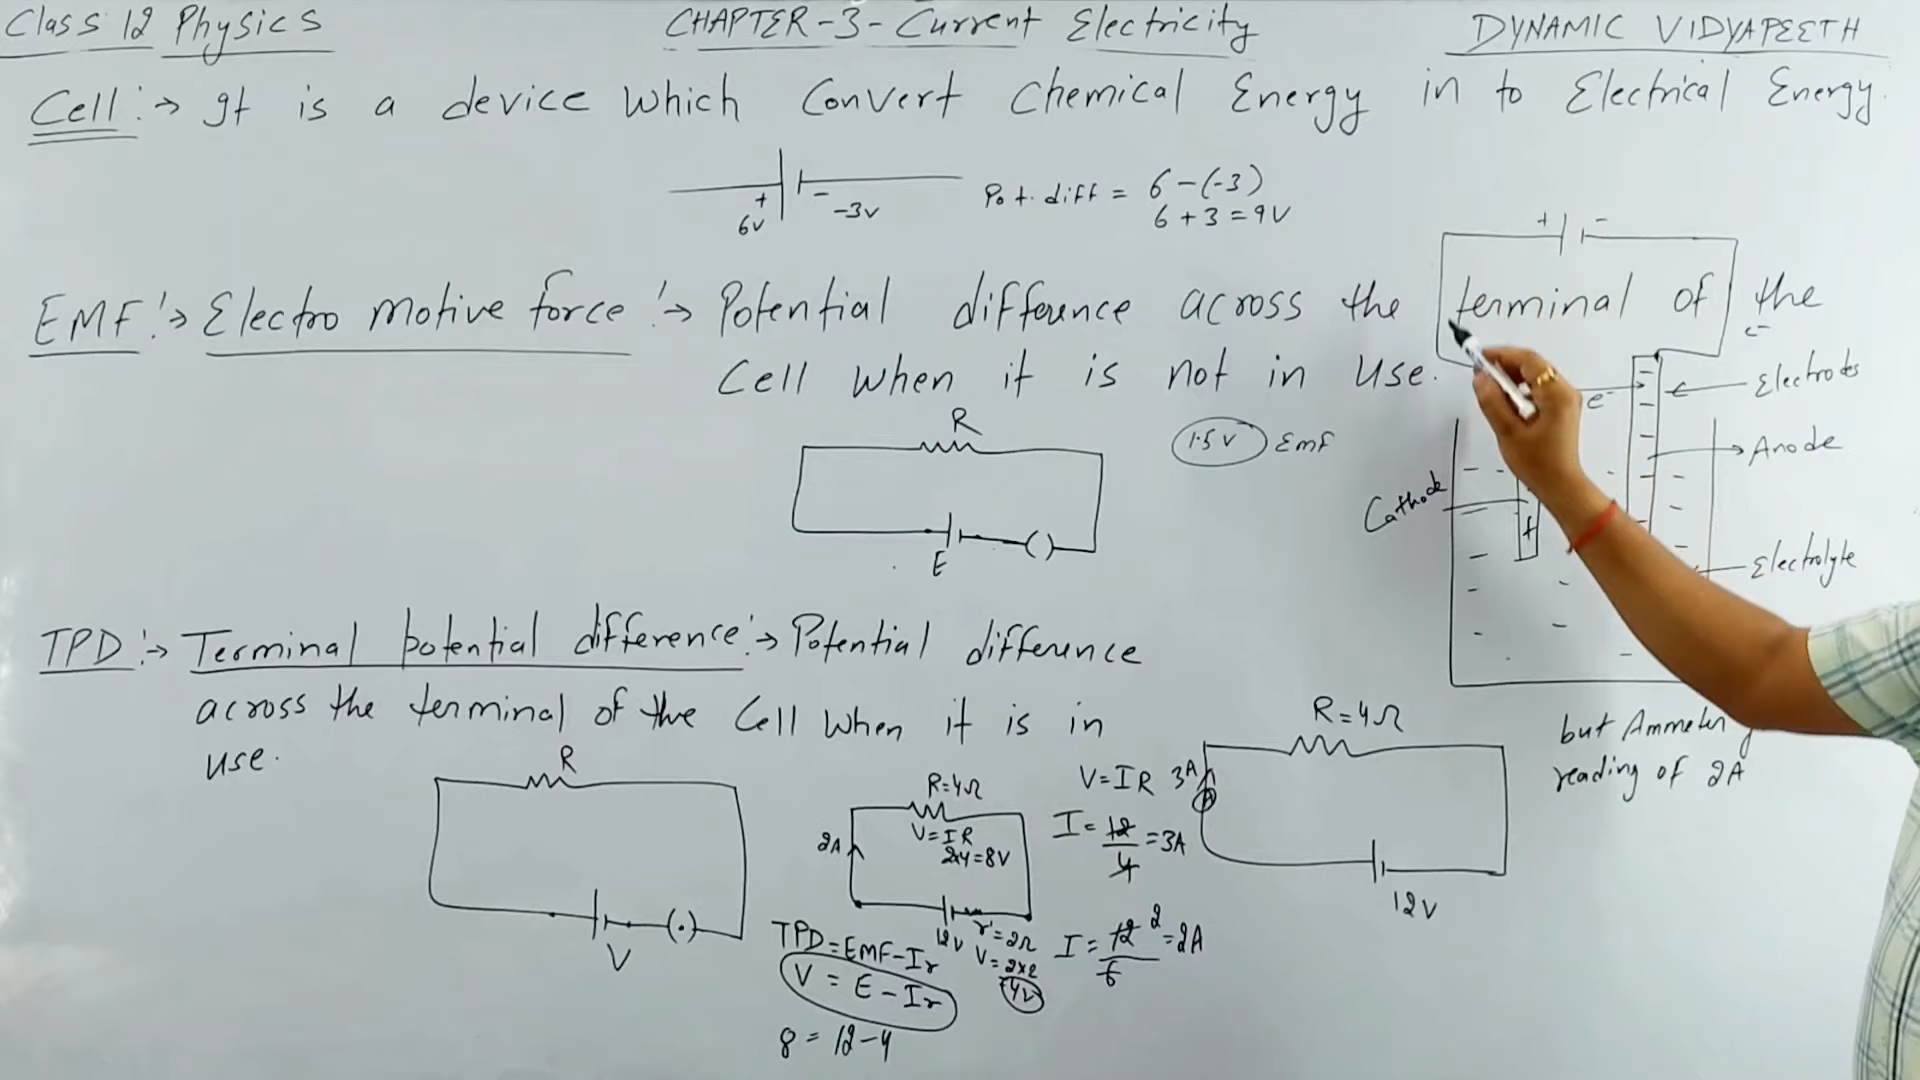 Class 12 Physics
CHAPTER-3-Current Electricity
DYNAMIC VIDYAPEETH
Cell:→ It is a device which Convert Chemical Energy in to Electrical Energy.
+ -
6v -3v
Pot. diff = 6-(-3)
6+3=9V
+ -
EMF:→ Electro motive force:→ Potential difference across the terminal of the
Cell when it is not in use.
e-
e-
Electrodes
R
1.5v Emf
Anode
Cathode
+
E
Electrolyte
TPD:→ Terminal potential difference:→ Potential difference
across the terminal of the Cell when it is in
use.
R
V
R=4Ω
V=IR
2x4=8V
2A
12v r=2Ω
V=2x2
=4v
TPD=EMF-Ir
V = E-Ir
8 = 12-4
V=IR
I=12/4=3A
I=12/6 2=2A
R=4Ω
3A
A
12V
but Ammeter
reading of 2A